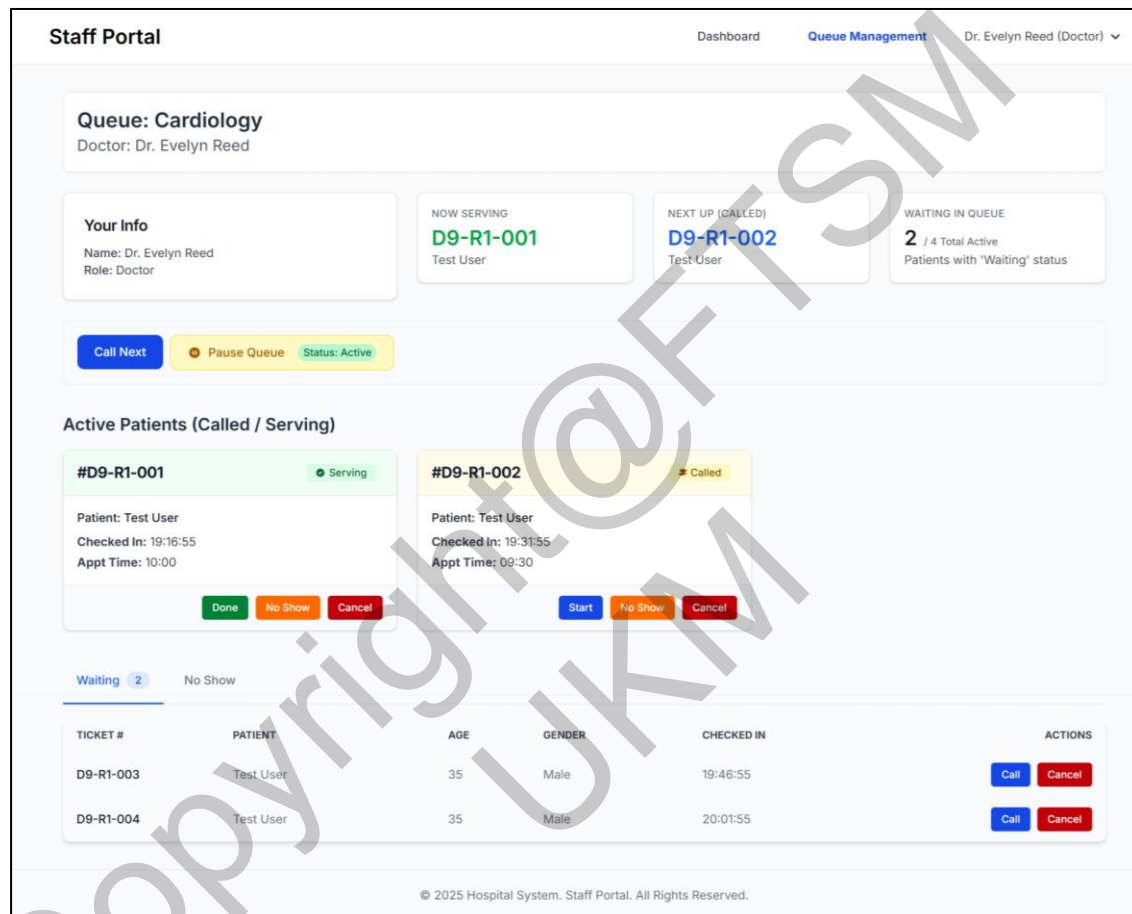 Staff Portal
Dashboard
Queue Management
Dr. Evelyn Reed (Doctor)
Queue: Cardiology
Doctor: Dr. Evelyn Reed
Your Info
Name: Dr. Evelyn Reed
Role: Doctor
NOW SERVING
D9-R1-001
Test User
NEXT UP (CALLED)
D9-R1-002
Test User
WAITING IN QUEUE
2 / 4 Total Active
Patients with 'Waiting' status
Call Next
Pause Queue Status: Active
Active Patients (Called / Serving)
#D9-R1-001 Serving
Patient: Test User
Checked In: 19:16:55
Appt Time: 10:00
Done No Show Cancel
#D9-R1-002 Called
Patient: Test User
Checked In: 19:31:55
Appt Time: 09:30
Start No Show Cancel
Waiting 2 No Show
TICKET # PATIENT AGE GENDER CHECKED IN ACTIONS
D9-R1-003 Test User 35 Male 19:46:55 Call Cancel
D9-R1-004 Test User 35 Male 20:01:55 Call Cancel
© 2025 Hospital System. Staff Portal. All Rights Reserved.
Copyright@FTSM
UKM